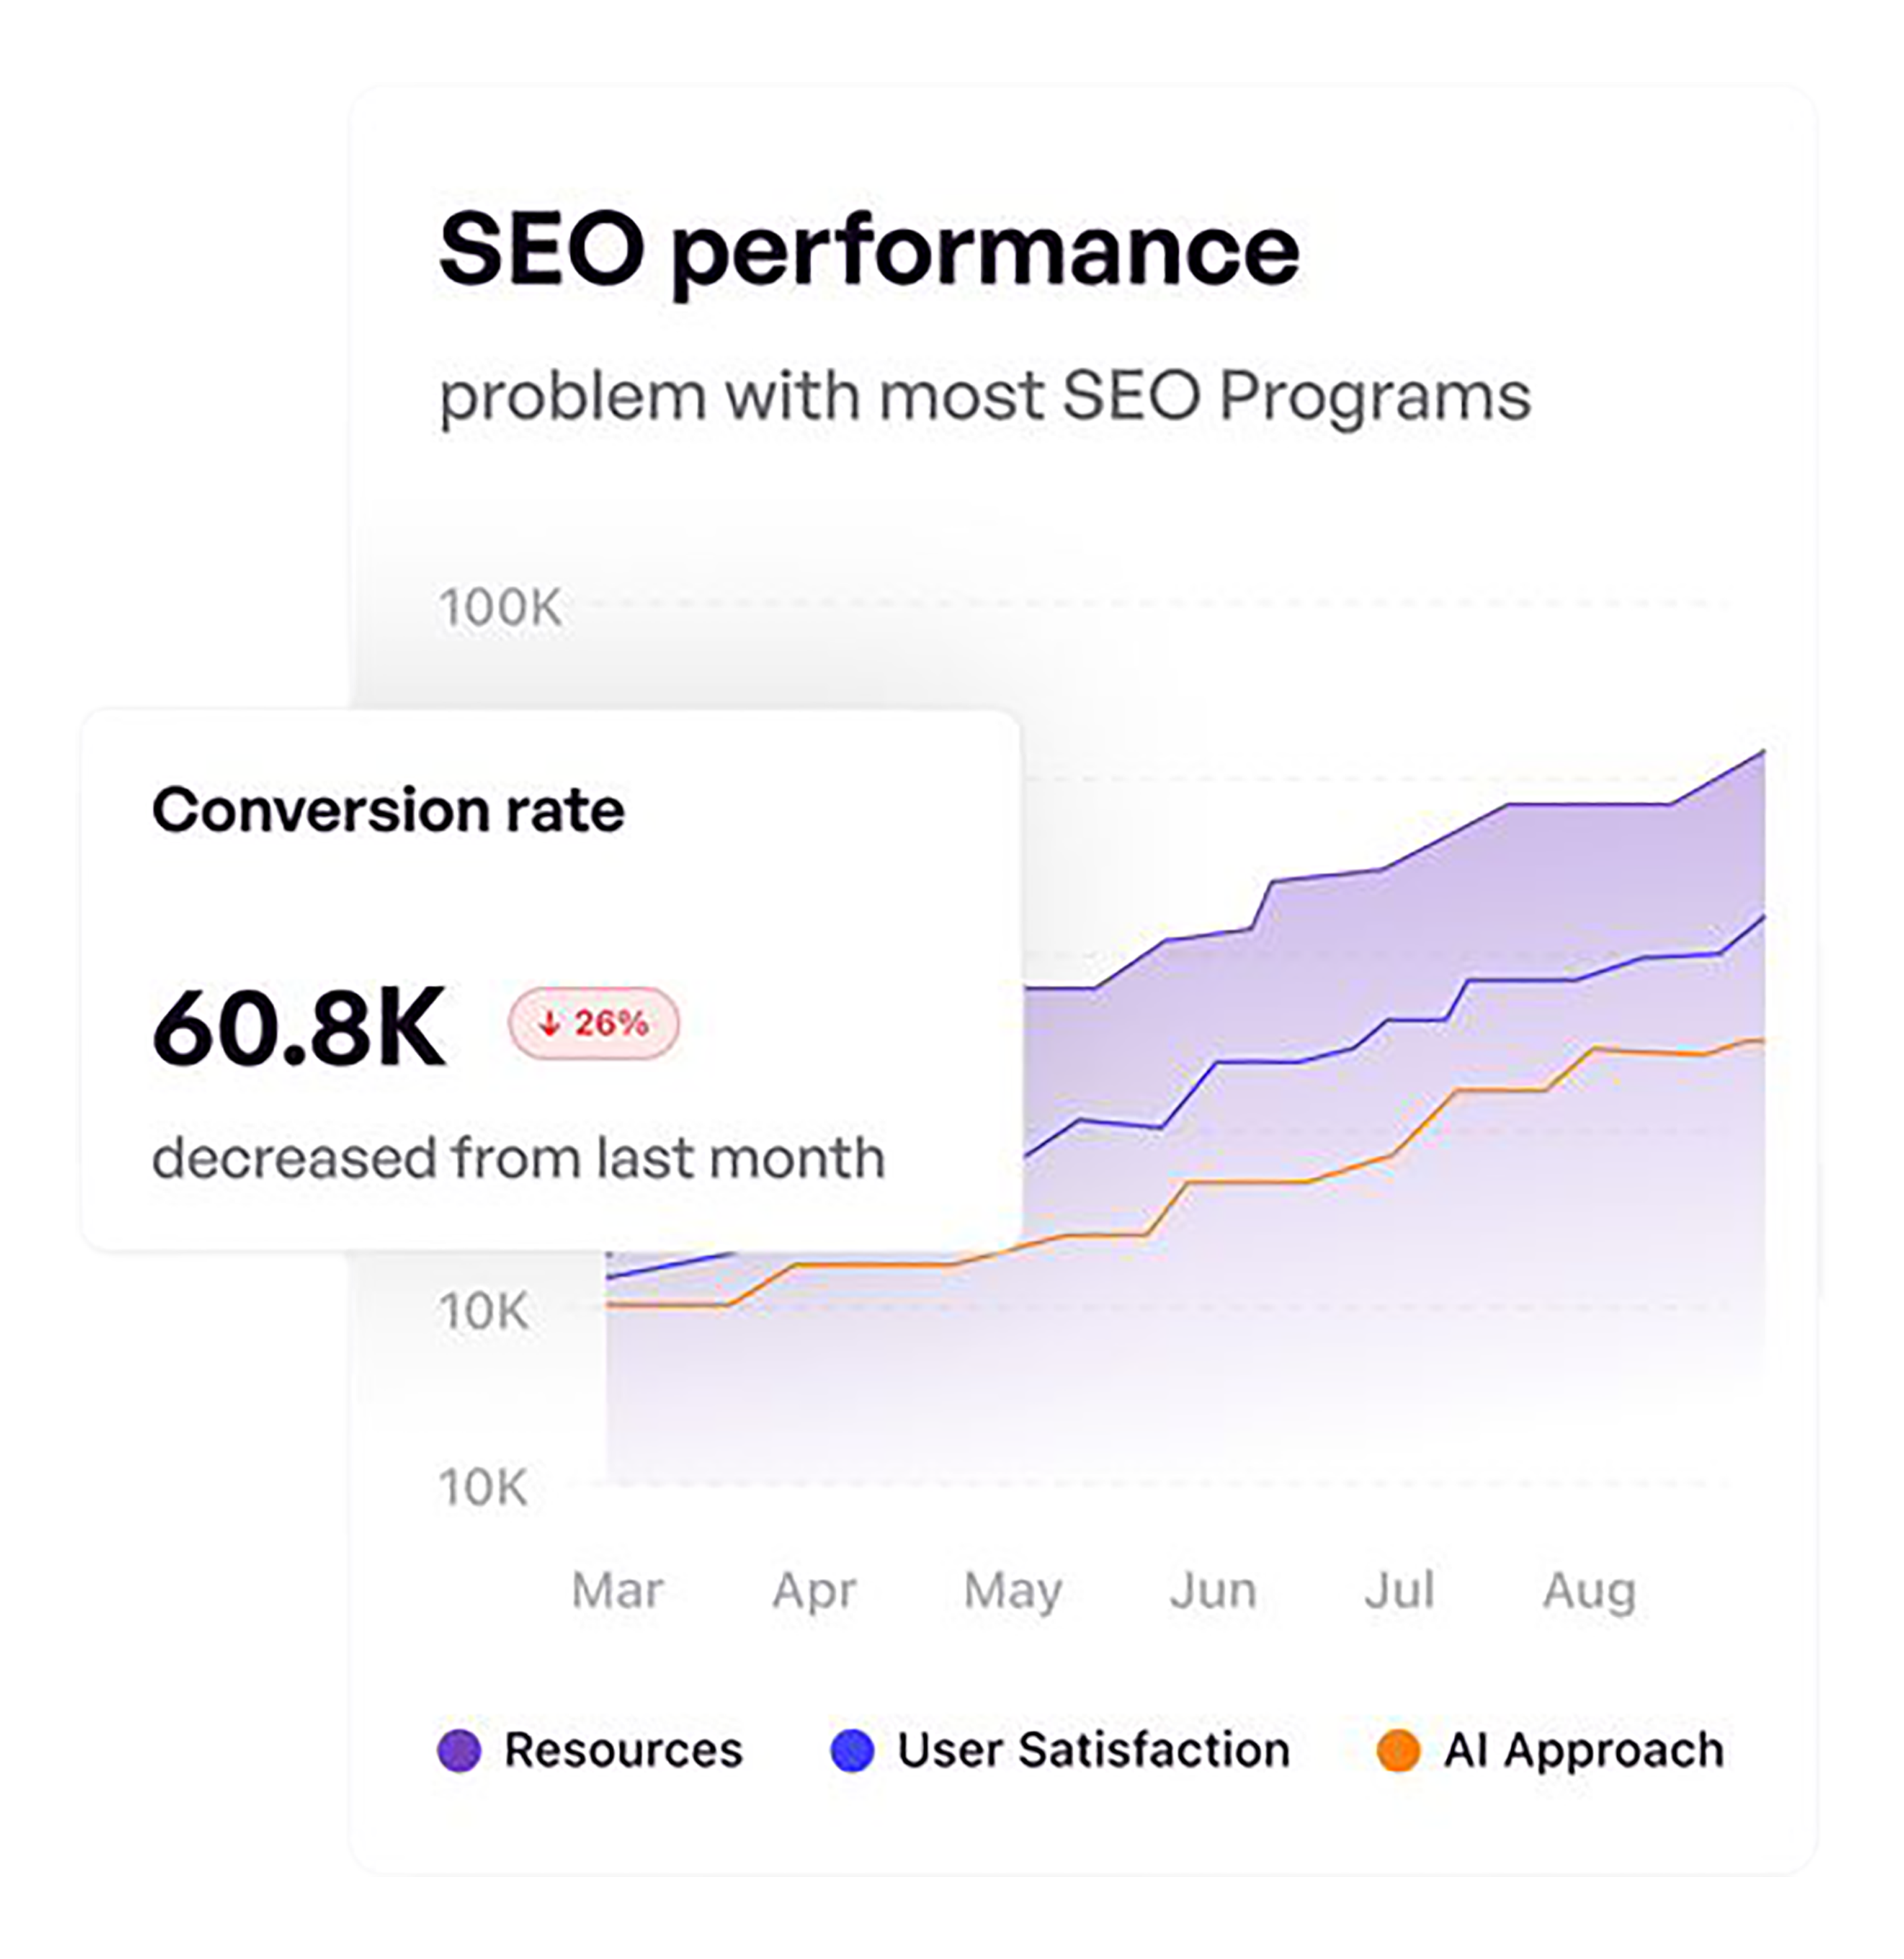 SEO performance
problem with most SEO Programs
100K
Conversion rate
60.8K ↓ 26%
decreased from last month
10K
10K
Mar Apr May Jun Jul Aug
Resources User Satisfaction AI Approach